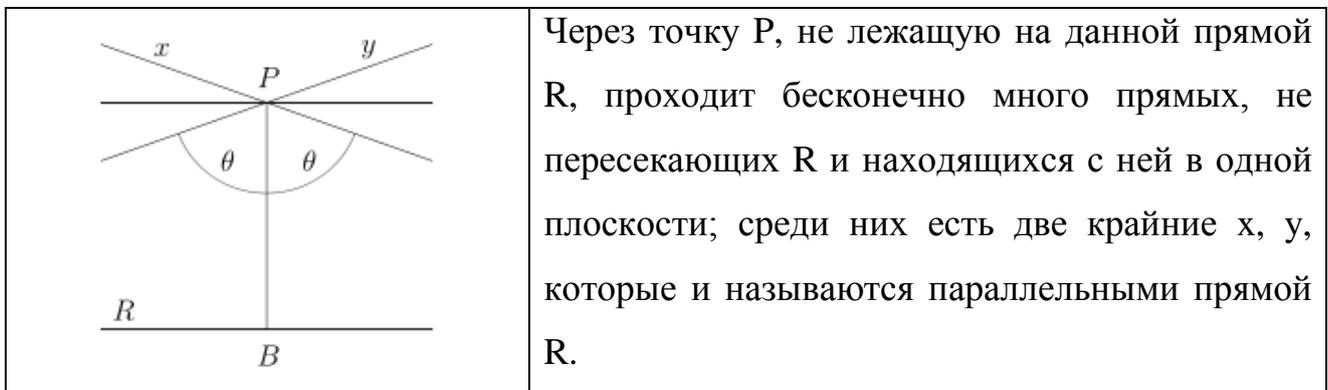 x
y
P
θ
θ
R
B
Через точку P, не лежащую на данной прямой
R, проходит бесконечно много прямых, не
пересекающих R и находящихся с ней в одной
плоскости; среди них есть две крайние x, y,
которые и называются параллельными прямой
R.